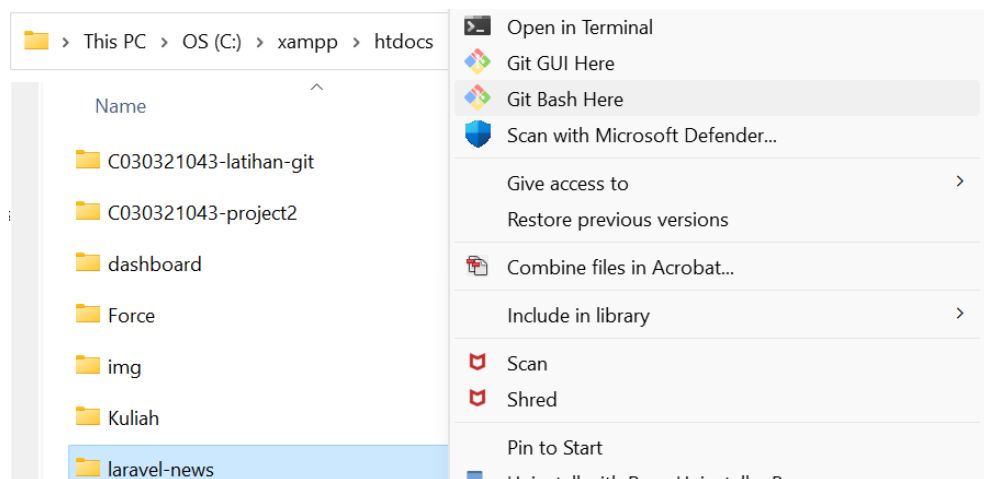 This PC > OS (C:) > xampp > htdocs
Name
C030321043-latihan-git
C030321043-project2
dashboard
Force
img
Kuliah
laravel-news
Open in Terminal
Git GUI Here
Git Bash Here
Scan with Microsoft Defender...
Give access to
Restore previous versions
Combine files in Acrobat...
Include in library
Scan
Shred
Pin to Start